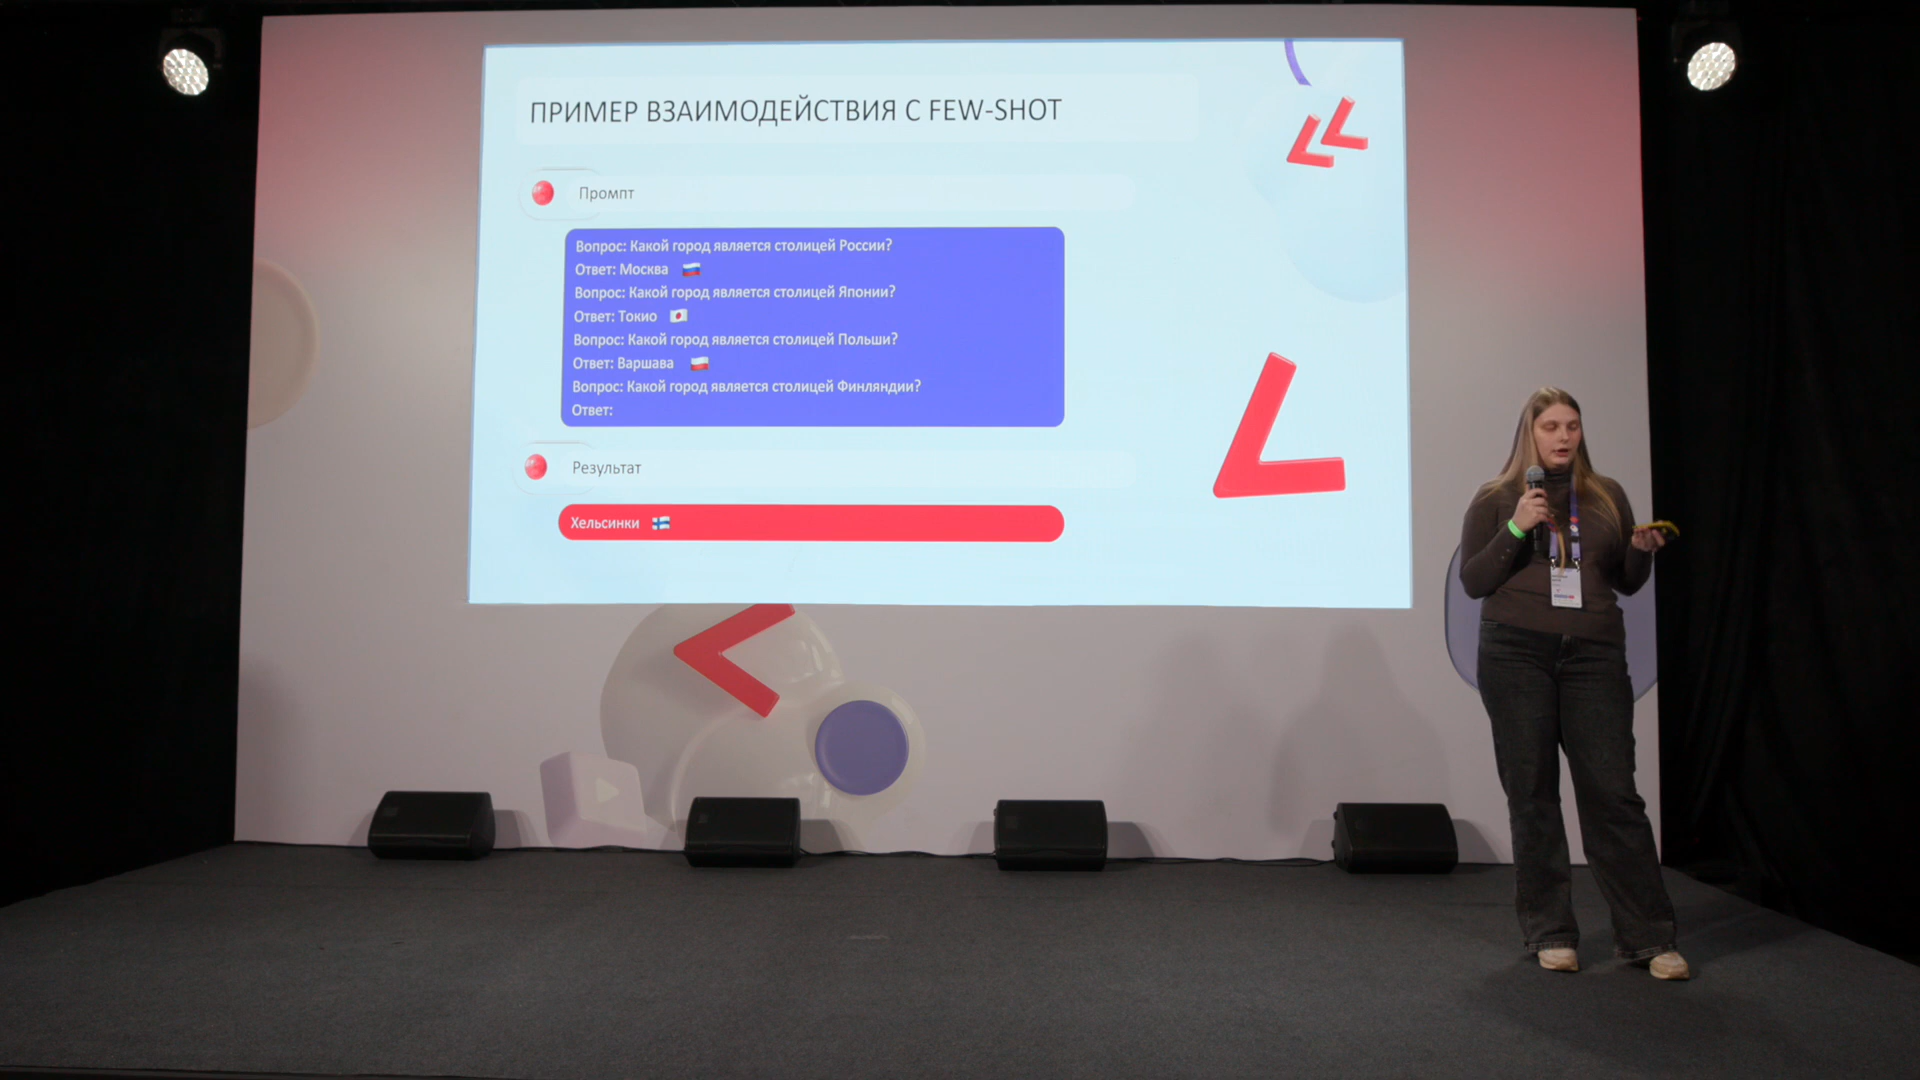 ПРИМЕР ВЗАИМОДЕЙСТВИЯ С FEW-SHOT
Промпт
Вопрос: Какой город является столицей России?
Ответ: Москва 🇷🇺
Вопрос: Какой город является столицей Японии?
Ответ: Токио 🇯🇵
Вопрос: Какой город является столицей Польши?
Ответ: Варшава 🇵🇱
Вопрос: Какой город является столицей Финляндии?
Ответ:
Результат
Хельсинки 🇫🇮